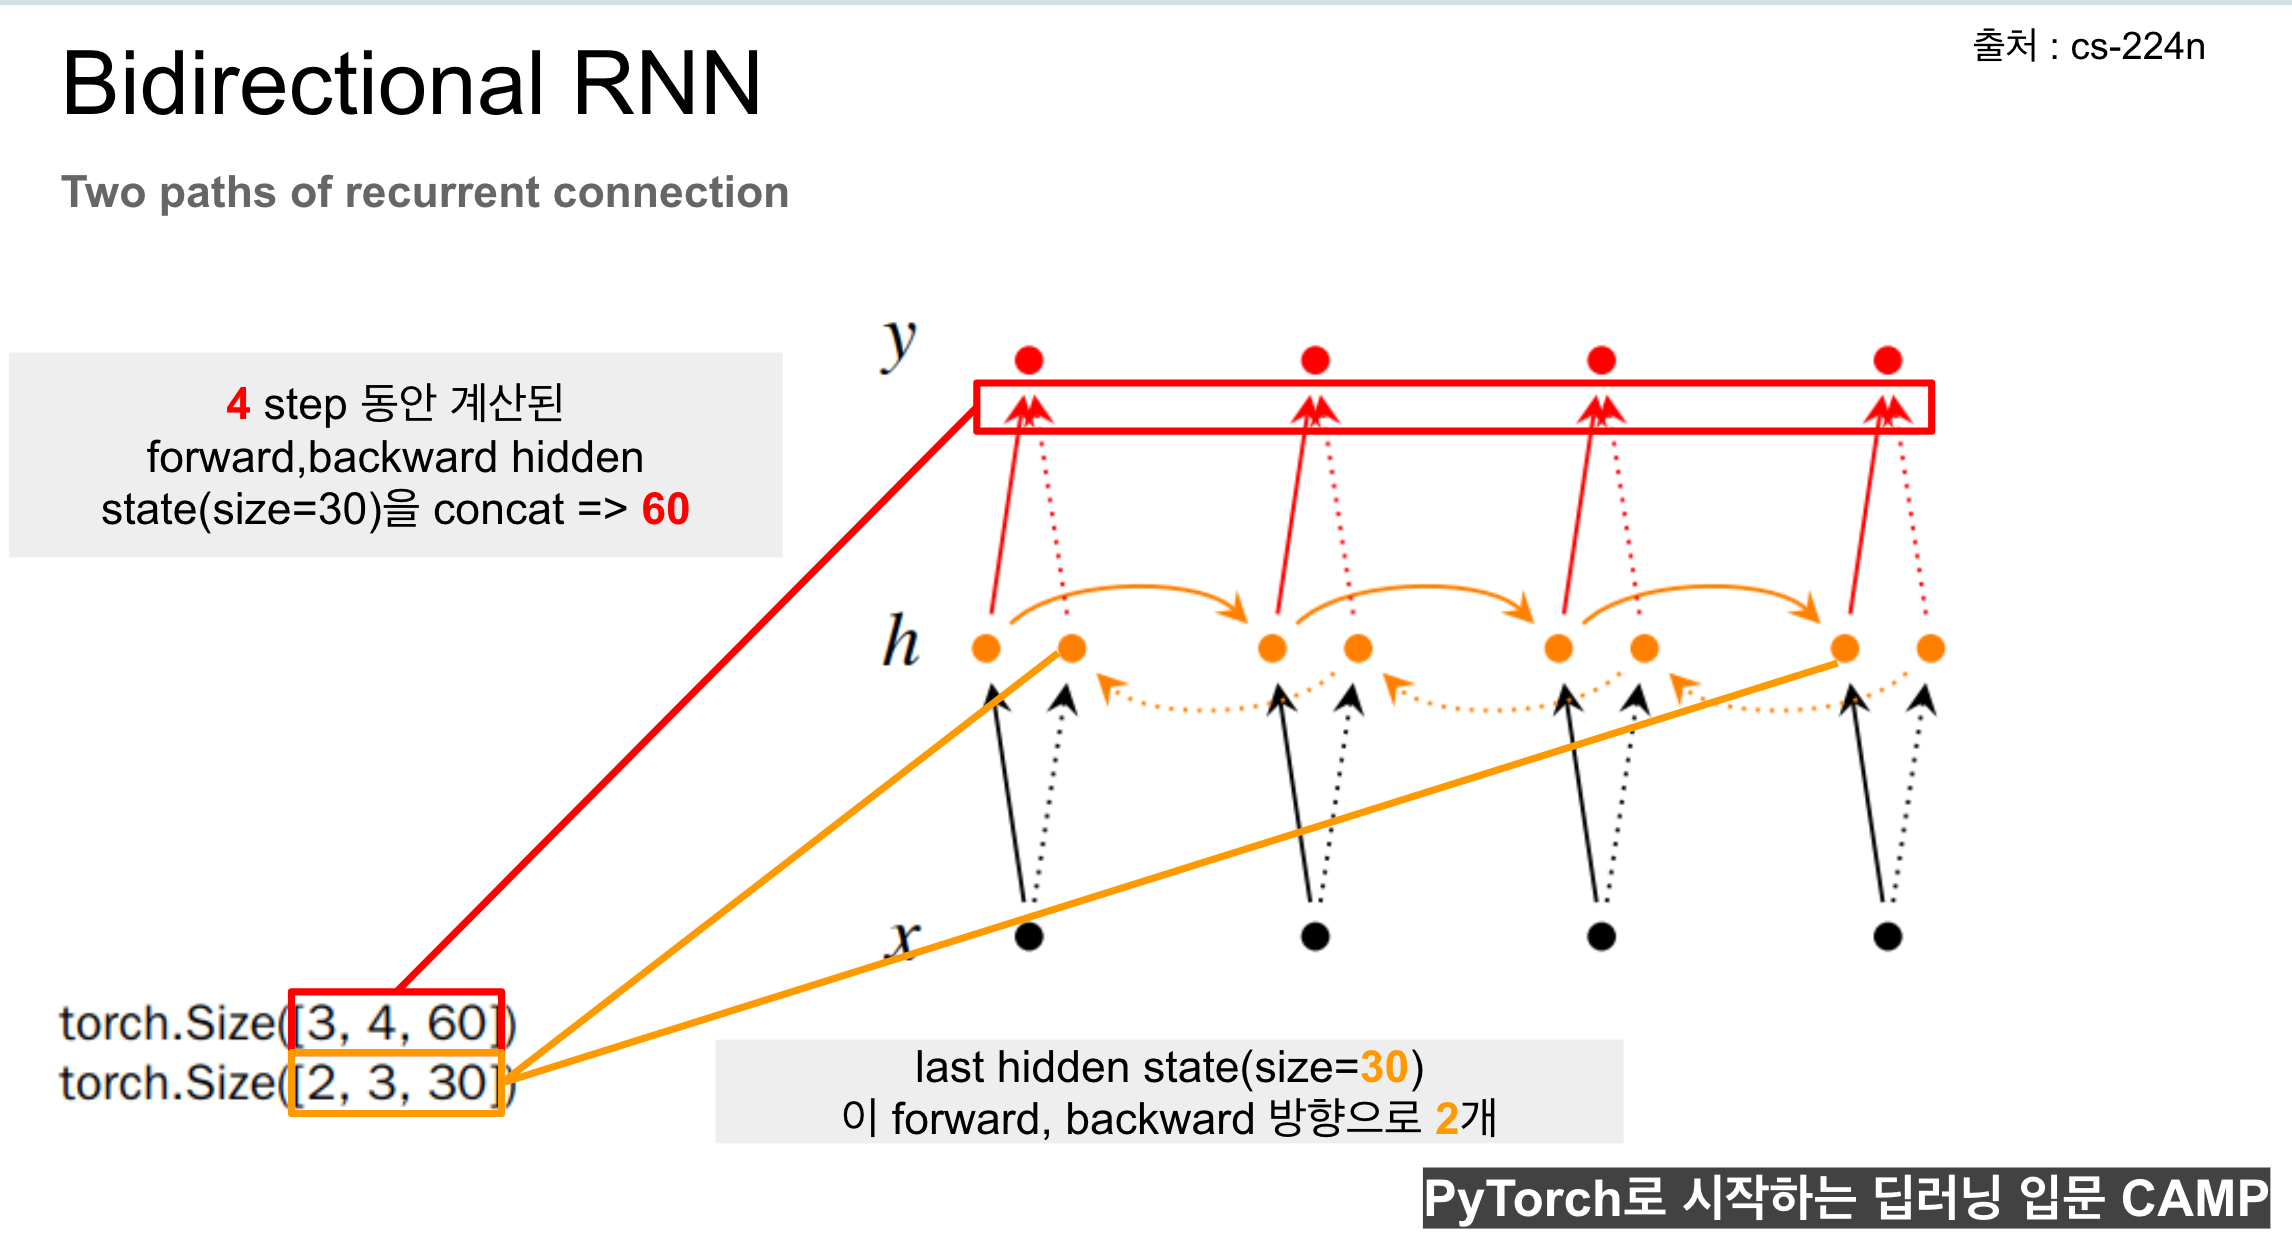 Bidirectional RNN
출처 : cs-224n
Two paths of recurrent connection
y
4 step 동안 계산된
forward,backward hidden
state(size=30)을 concat => 60
h
x
torch.Size([3, 4, 60])
torch.Size([2, 3, 30])
last hidden state(size=30)
이 forward, backward 방향으로 2개
PyTorch로 시작하는 딥러닝 입문 CAMP